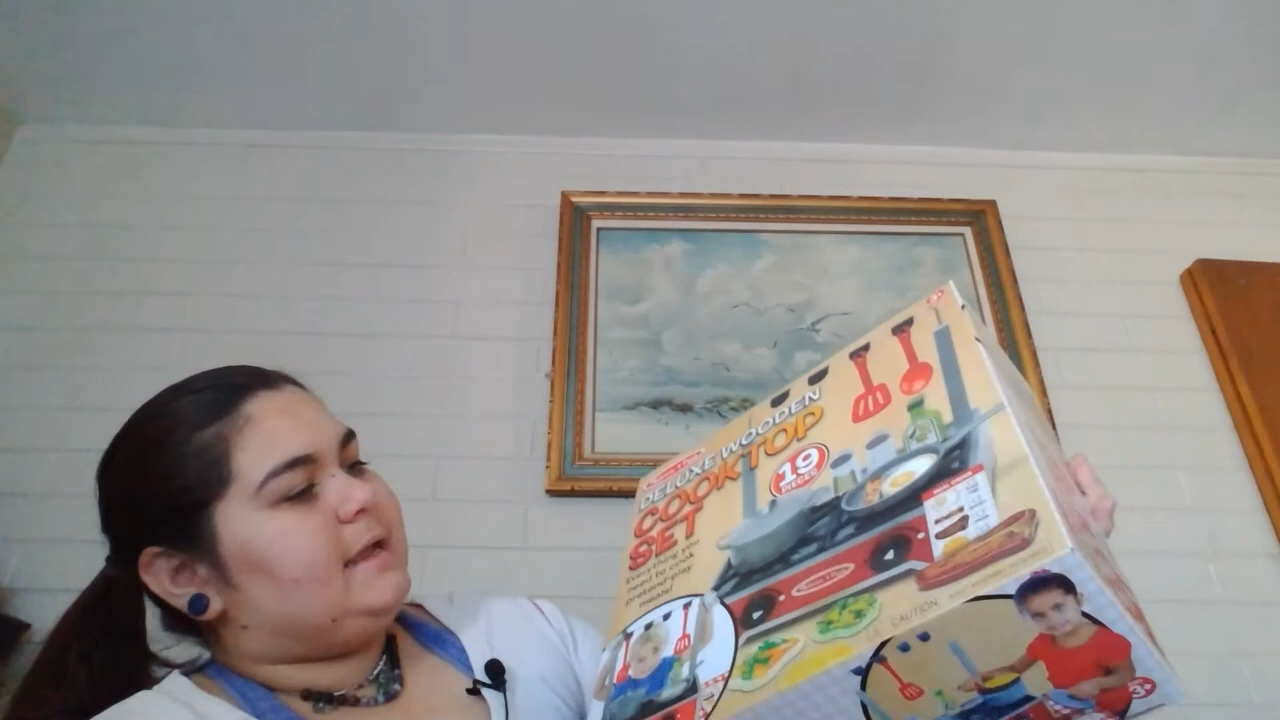 Melissa & Doug
DELUXE WOODEN
COOKTOP
SET
19
PIECES
Everything you
need to cook
pretend-play
meals!
Melissa & Doug
CAUTION:
3+